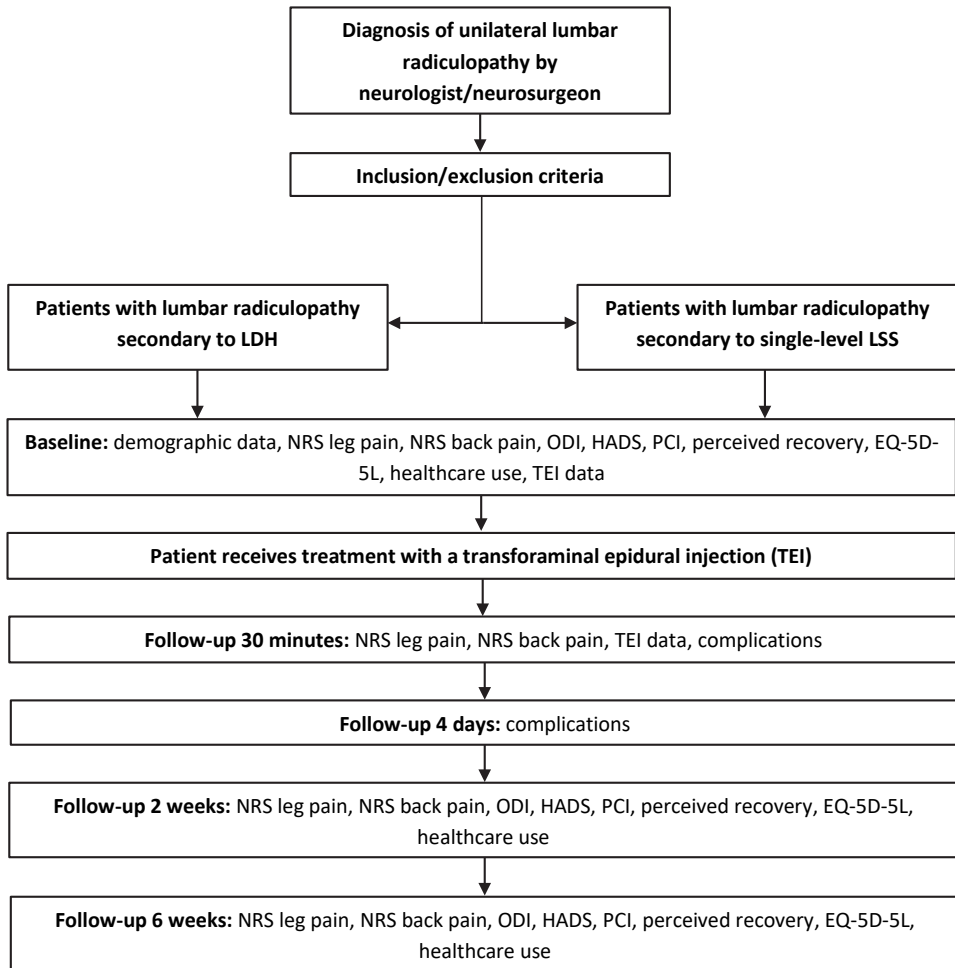 Diagnosis of unilateral lumbar
radiculopathy by
neurologist/neurosurgeon
Inclusion/exclusion criteria
Patients with lumbar radiculopathy
secondary to LDH
Patients with lumbar radiculopathy
secondary to single-level LSS
Baseline: demographic data, NRS leg pain, NRS back pain, ODI, HADS, PCI, perceived recovery, EQ-5D-
5L, healthcare use, TEI data
Patient receives treatment with a transforaminal epidural injection (TEI)
Follow-up 30 minutes: NRS leg pain, NRS back pain, TEI data, complications
Follow-up 4 days: complications
Follow-up 2 weeks: NRS leg pain, NRS back pain, ODI, HADS, PCI, perceived recovery, EQ-5D-5L,
healthcare use
Follow-up 6 weeks: NRS leg pain, NRS back pain, ODI, HADS, PCI, perceived recovery, EQ-5D-5L,
healthcare use